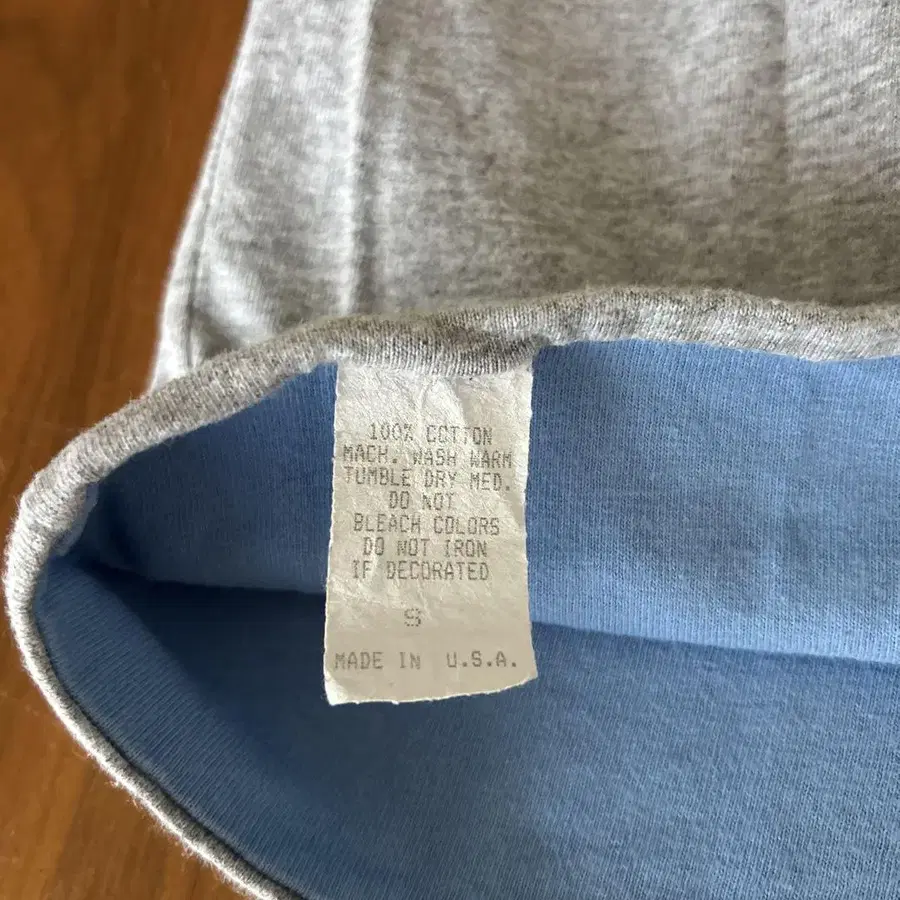 100% COTTON
MACH. WASH WARM
TUMBLE DRY MED.
DO NOT
BLEACH COLORS
DO NOT IRON
IF DECORATED
S
MADE IN U.S.A.